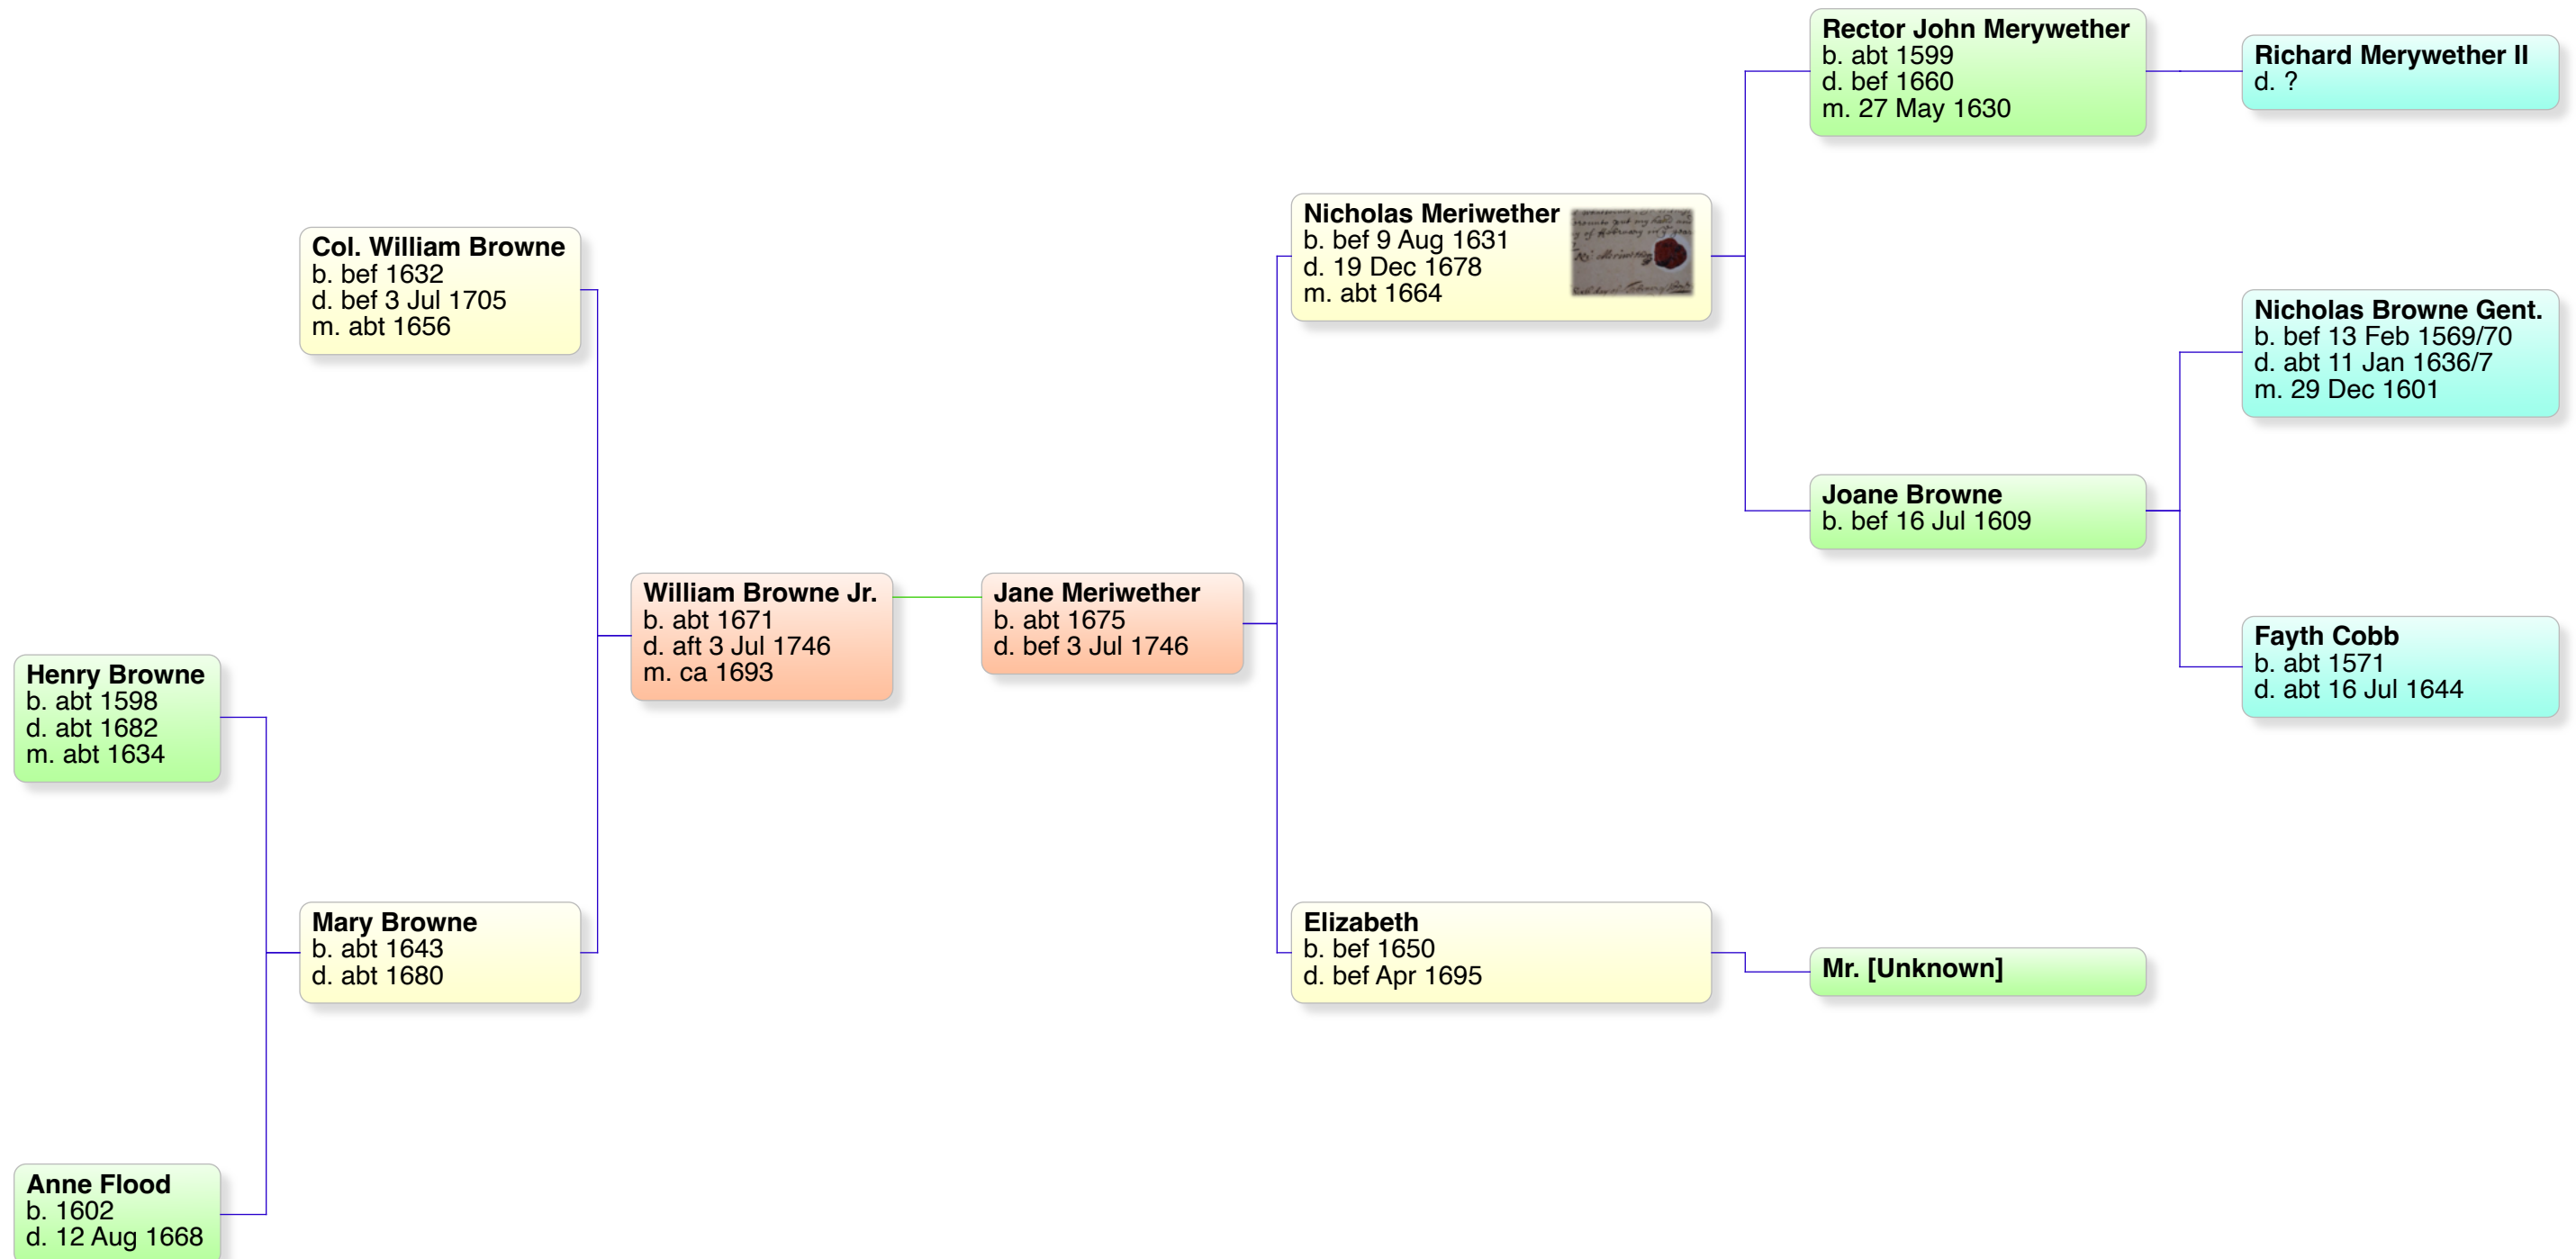 Rector John Merywether
b. abt 1599
d. bef 1660
m. 27 May 1630
Richard Merywether II
d. ?
Nicholas Meriwether
b. bef 9 Aug 1631
d. 19 Dec 1678
m. abt 1664
Col. William Browne
b. bef 1632
d. bef 3 Jul 1705
m. abt 1656
Nicholas Browne Gent.
b. bef 13 Feb 1569/70
d. abt 11 Jan 1636/7
m. 29 Dec 1601
Joane Browne
b. bef 16 Jul 1609
William Browne Jr.
b. abt 1671
d. aft 3 Jul 1746
m. ca 1693
Jane Meriwether
b. abt 1675
d. bef 3 Jul 1746
Fayth Cobb
b. abt 1571
d. abt 16 Jul 1644
Henry Browne
b. abt 1598
d. abt 1682
m. abt 1634
Mary Browne
b. abt 1643
d. abt 1680
Elizabeth
b. bef 1650
d. bef Apr 1695
Mr. [Unknown]
Anne Flood
b. 1602
d. 12 Aug 1668